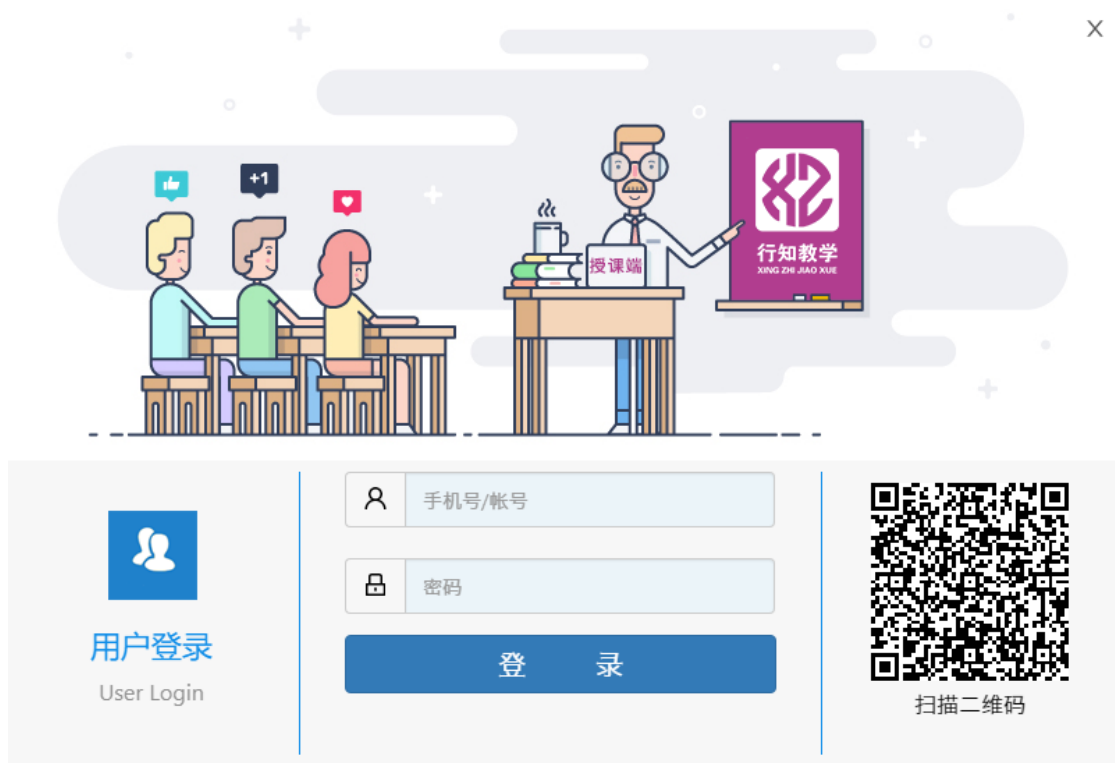 X
+1
行知教学
XING ZHI JIAO XUE
授课端
手机号/帐号
密码
登 录
用户登录
User Login
扫描二维码